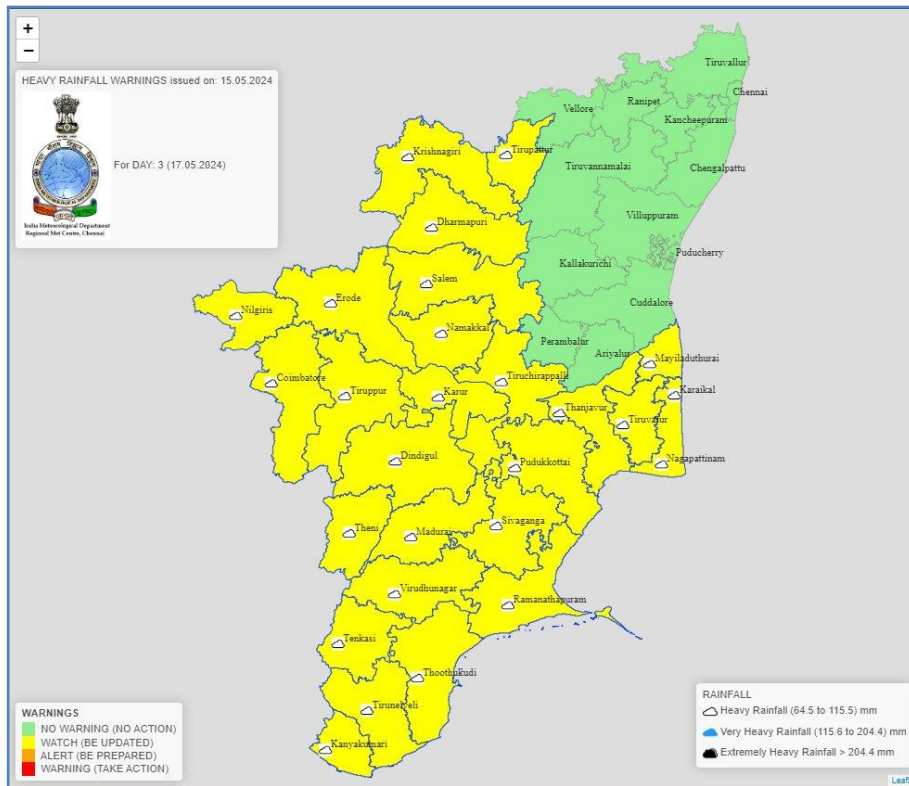 +
−
HEAVY RAINFALL WARNINGS issued on: 15.05.2024
For DAY: 3 (17.05.2024)
India Meteorological Department
Regional Met Centre, Chennai
Tiruvallur
Chennai
Ranipet
Vellore
Kancheepuram
Krishnagiri
Tirupattur
Tiruvannamalai
Chengalpattu
Villuppuram
Dharmapuri
Puducherry
Kallakurichi
Salem
Cuddalore
Nilgiris
Erode
Namakkal
Perambalur
Ariyalur
Mayiladuthurai
Tiruchirappalli
Coimbatore
Karaikal
Tiruppur
Karur
Thanjavur
Tiruvarur
Dindigul
Pudukkottai
Nagapattinam
Sivaganga
Theni
Madurai
Virudhunagar
Ramanathapuram
Tenkasi
Thoothukudi
Tirunelveli
Kanyakumari
WARNINGS
NO WARNING (NO ACTION)
WATCH (BE UPDATED)
ALERT (BE PREPARED)
WARNING (TAKE ACTION)
RAINFALL
Heavy Rainfall (64.5 to 115.5) mm
Very Heavy Rainfall (115.6 to 204.4) mm
Extremely Heavy Rainfall > 204.4 mm